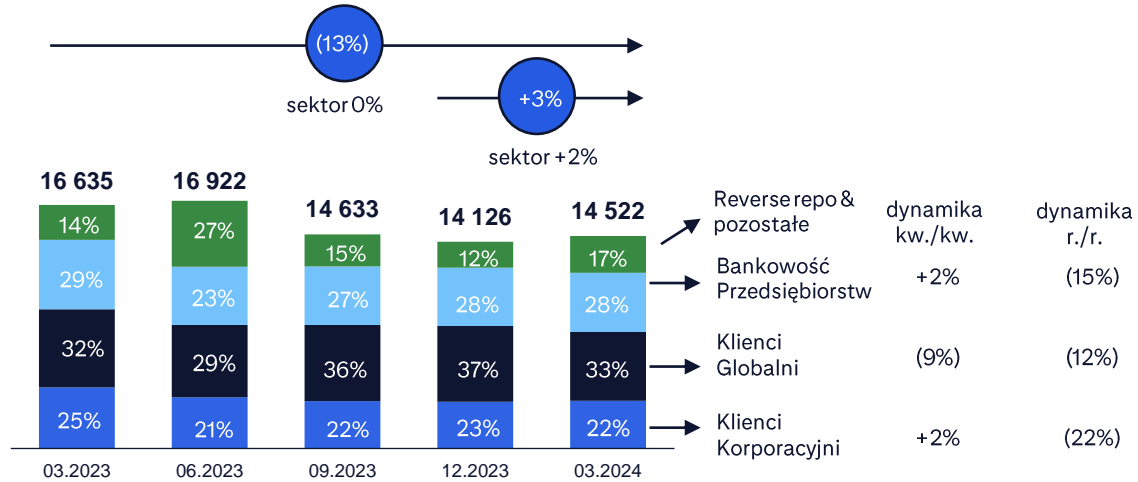 (13%)
sektor 0%
+3%
sektor +2%
16 635
16 922
14 633
14 126
14 522
14%
27%
15%
12%
17%
29%
23%
27%
28%
28%
32%
29%
36%
37%
33%
25%
21%
22%
23%
22%
03.2023
06.2023
09.2023
12.2023
03.2024
Reverse repo &
pozostałe
dynamika
kw./kw.
dynamika
r./r.
Bankowość
Przedsiębiorstw
+2%
(15%)
Klienci
Globalni
(9%)
(12%)
Klienci
Korporacyjni
+2%
(22%)